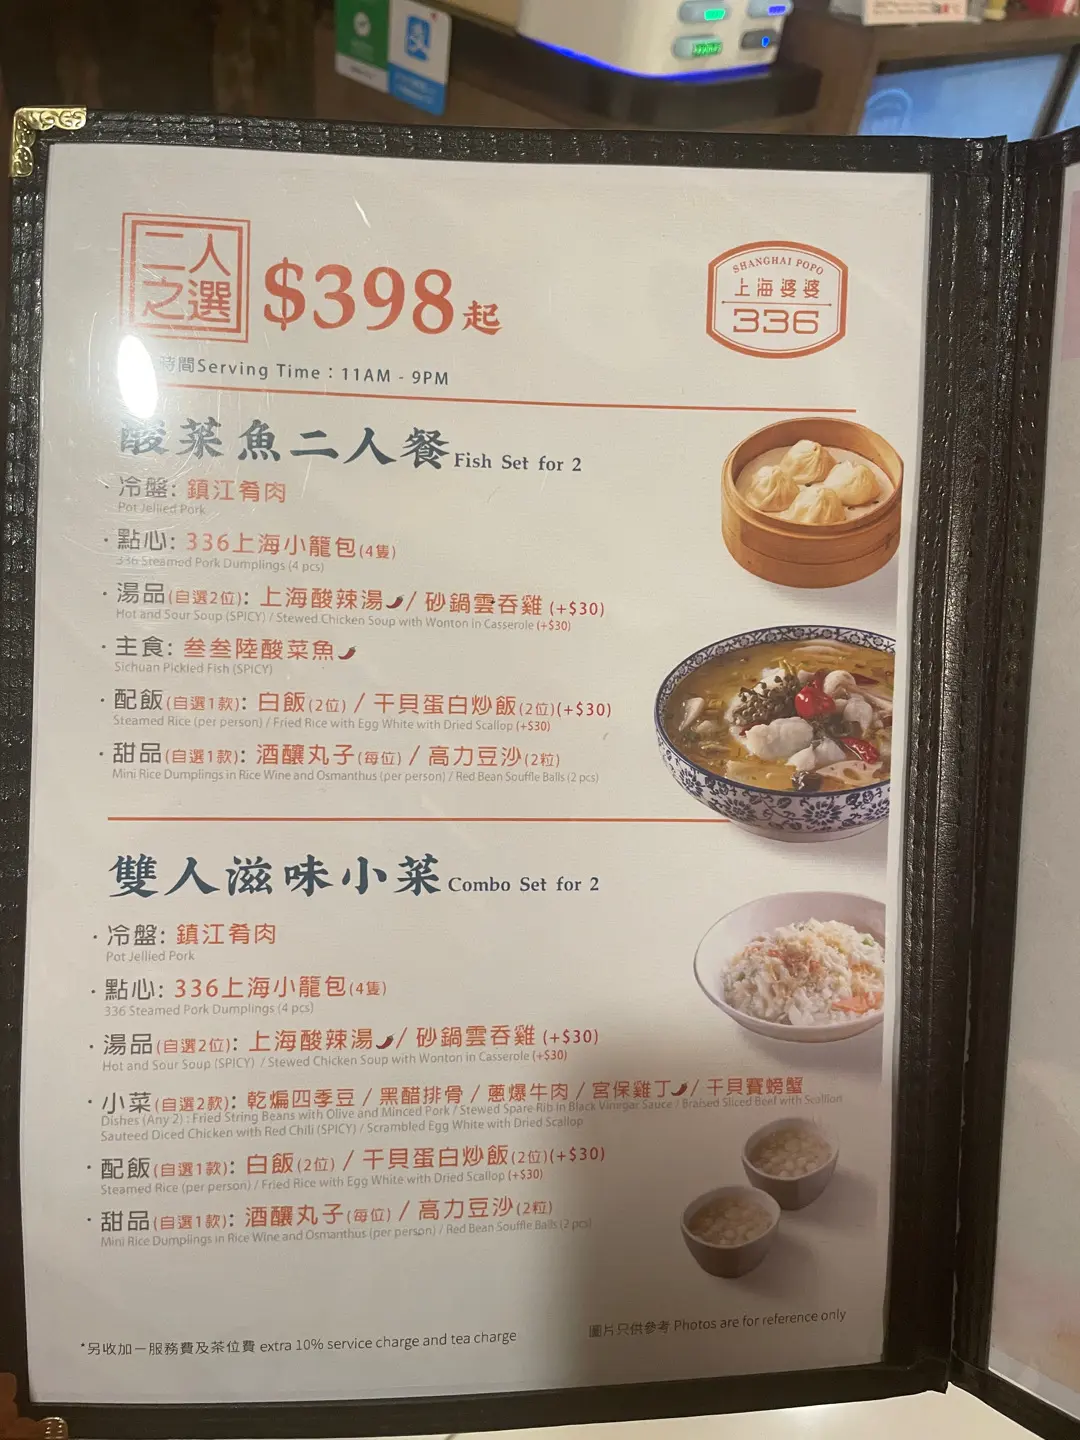 二人
之選
$398起
SHANGHAI POPO
上海婆婆
336
時間Serving Time：11AM - 9PM
酸菜魚二人餐 Fish Set for 2
· 冷盤: 鎮江肴肉
Pot Jellied Pork
· 點心: 336上海小籠包(4隻)
336 Steamed Pork Dumplings (4 pcs)
· 湯品(自選2位): 上海酸辣湯 / 砂鍋雲吞雞 (+$30)
Hot and Sour Soup (SPICY) / Stewed Chicken Soup with Wonton in Casserole (+$30)
· 主食: 叁叁陸酸菜魚
Sichuan Pickled Fish (SPICY)
· 配飯(自選1款): 白飯(2位) / 干貝蛋白炒飯(2位)(+$30)
Steamed Rice (per person) / Fried Rice with Egg White with Dried Scallop (+$30)
· 甜品(自選1款): 酒釀丸子(每位) / 高力豆沙(2粒)
Mini Rice Dumplings in Rice Wine and Osmanthus (per person) / Red Bean Souffle Balls (2 pcs)
雙人滋味小菜 Combo Set for 2
· 冷盤: 鎮江肴肉
Pot Jellied Pork
· 點心: 336上海小籠包(4隻)
336 Steamed Pork Dumplings (4 pcs)
· 湯品(自選2位): 上海酸辣湯 / 砂鍋雲吞雞 (+$30)
Hot and Sour Soup (SPICY) / Stewed Chicken Soup with Wonton in Casserole (+$30)
· 小菜(自選2款): 乾煸四季豆 / 黑醋排骨 / 蔥爆牛肉 / 宮保雞丁 / 干貝賽螃蟹
Dishes (Any 2) : Fried String Beans with Olive and Minced Pork / Stewed Spare Rib in Black Vinegar Sauce / Braised Sliced Beef with Scallion
Sauteed Diced Chicken with Red Chili (SPICY) / Scrambled Egg White with Dried Scallop
· 配飯(自選1款): 白飯(2位) / 干貝蛋白炒飯(2位)(+$30)
Steamed Rice (per person) / Fried Rice with Egg White with Dried Scallop (+$30)
· 甜品(自選1款): 酒釀丸子(每位) / 高力豆沙(2粒)
Mini Rice Dumplings in Rice Wine and Osmanthus (per person) / Red Bean Souffle Balls (2 pcs)
*另收加一服務費及茶位費 extra 10% service charge and tea charge
圖片只供參考 Photos are for reference only